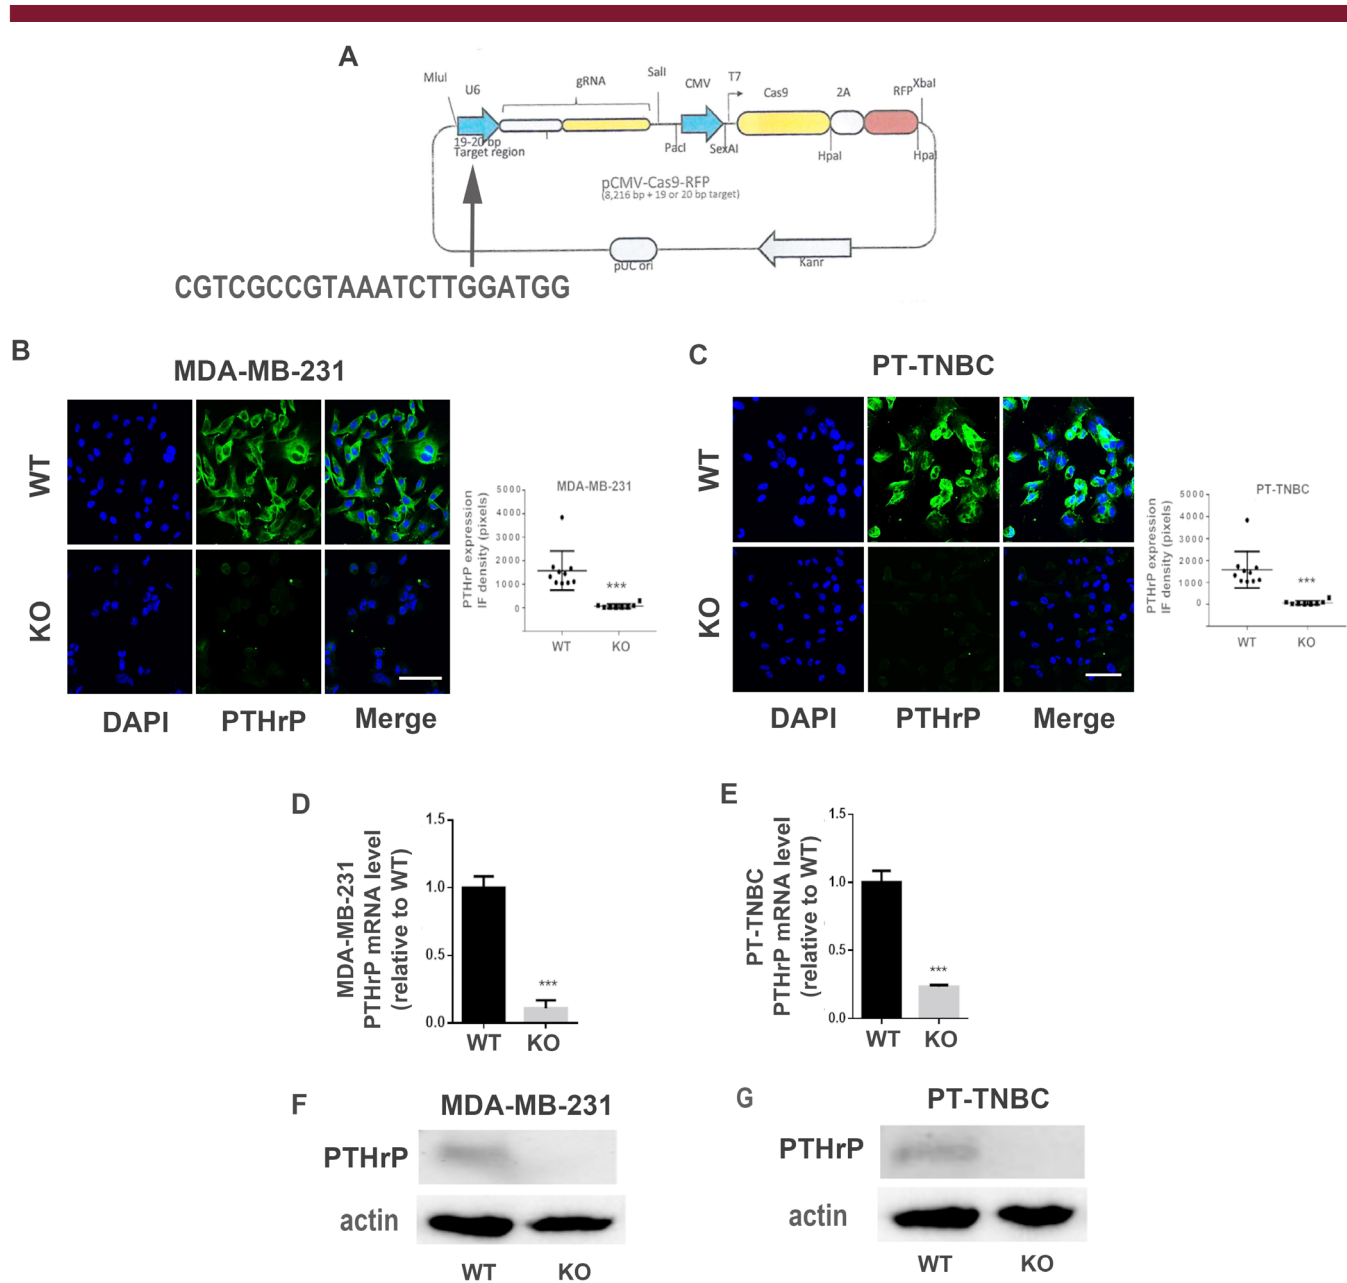 A
MluI
U6
gRNA
SalI
CMV
T7
Cas9
2A
RFP
XbaI
19-20 bp
Target region
PacI
SexAI
HpaI
HpaI
pCMV-Cas9-RFP
(8,216 bp + 19 or 20 bp target)
pUC ori
Kanr
CGTCGCCGTAAATCTTGGATGG
B
MDA-MB-231
WT
KO
DAPI
PTHrP
Merge
MDA-MB-231
PTHrP expression
IF density (pixels)
5000
4000
3000
2000
1000
0
***
WT
KO
C
PT-TNBC
WT
KO
DAPI
PTHrP
Merge
PT-TNBC
PTHrP expression
IF density (pixels)
5000
4000
3000
2000
1000
0
***
WT
KO
D
MDA-MB-231
PTHrP mRNA level
(relative to WT)
1.5
1.0
0.5
0.0
***
WT
KO
E
PT-TNBC
PTHrP mRNA level
(relative to WT)
1.5
1.0
0.5
0.0
***
WT
KO
F
MDA-MB-231
PTHrP
actin
WT
KO
G
PT-TNBC
PTHrP
actin
WT
KO